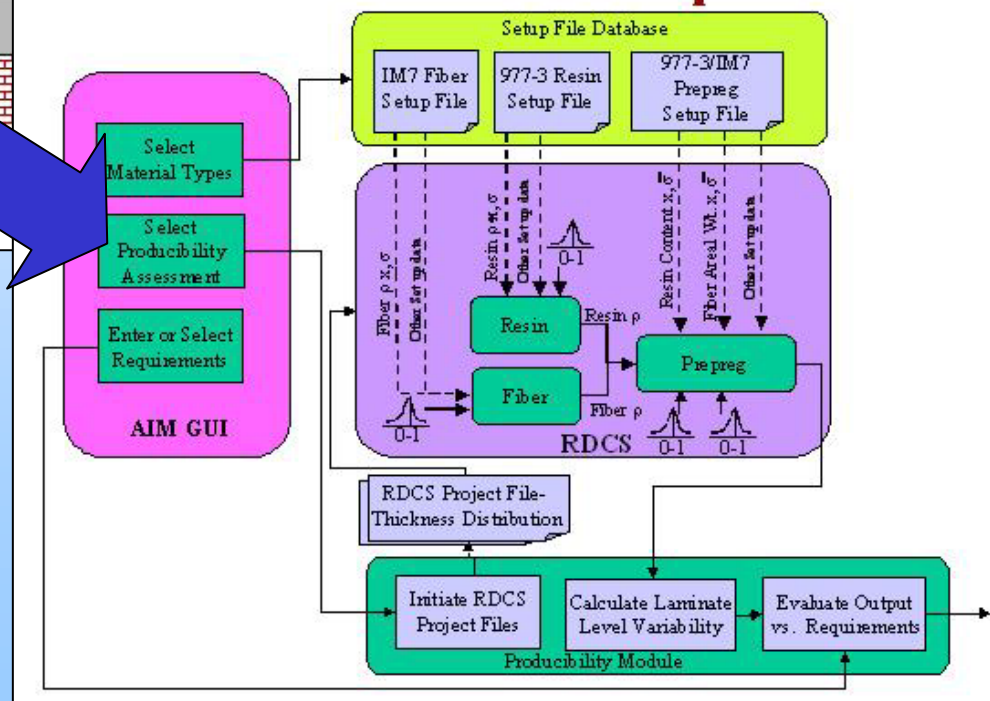 Setup File Database
IM7 Fiber
Setup File
977-3 Resin
Setup File
977-3/IM7
Prepreg
Setup File
Select
Material Types
Select
Producibility
Assessment
Enter or Select
Requirements
AIM GUI
Fiber ρ x, σ
Other Setup data
Resin ρ x, σ
Other Setup data
0-1
Resin Content x, σ
Fiber Areal Wt. x, σ
Other Setup data
Resin
Resin ρ
Fiber
Fiber ρ
Prepreg
0-1
RDCS
0-1
0-1
RDCS Project File-
Thickness Distribution
Initiate RDCS
Project Files
Calculate Laminate
Level Variability
Evaluate Output
vs. Requirements
Producibility Module